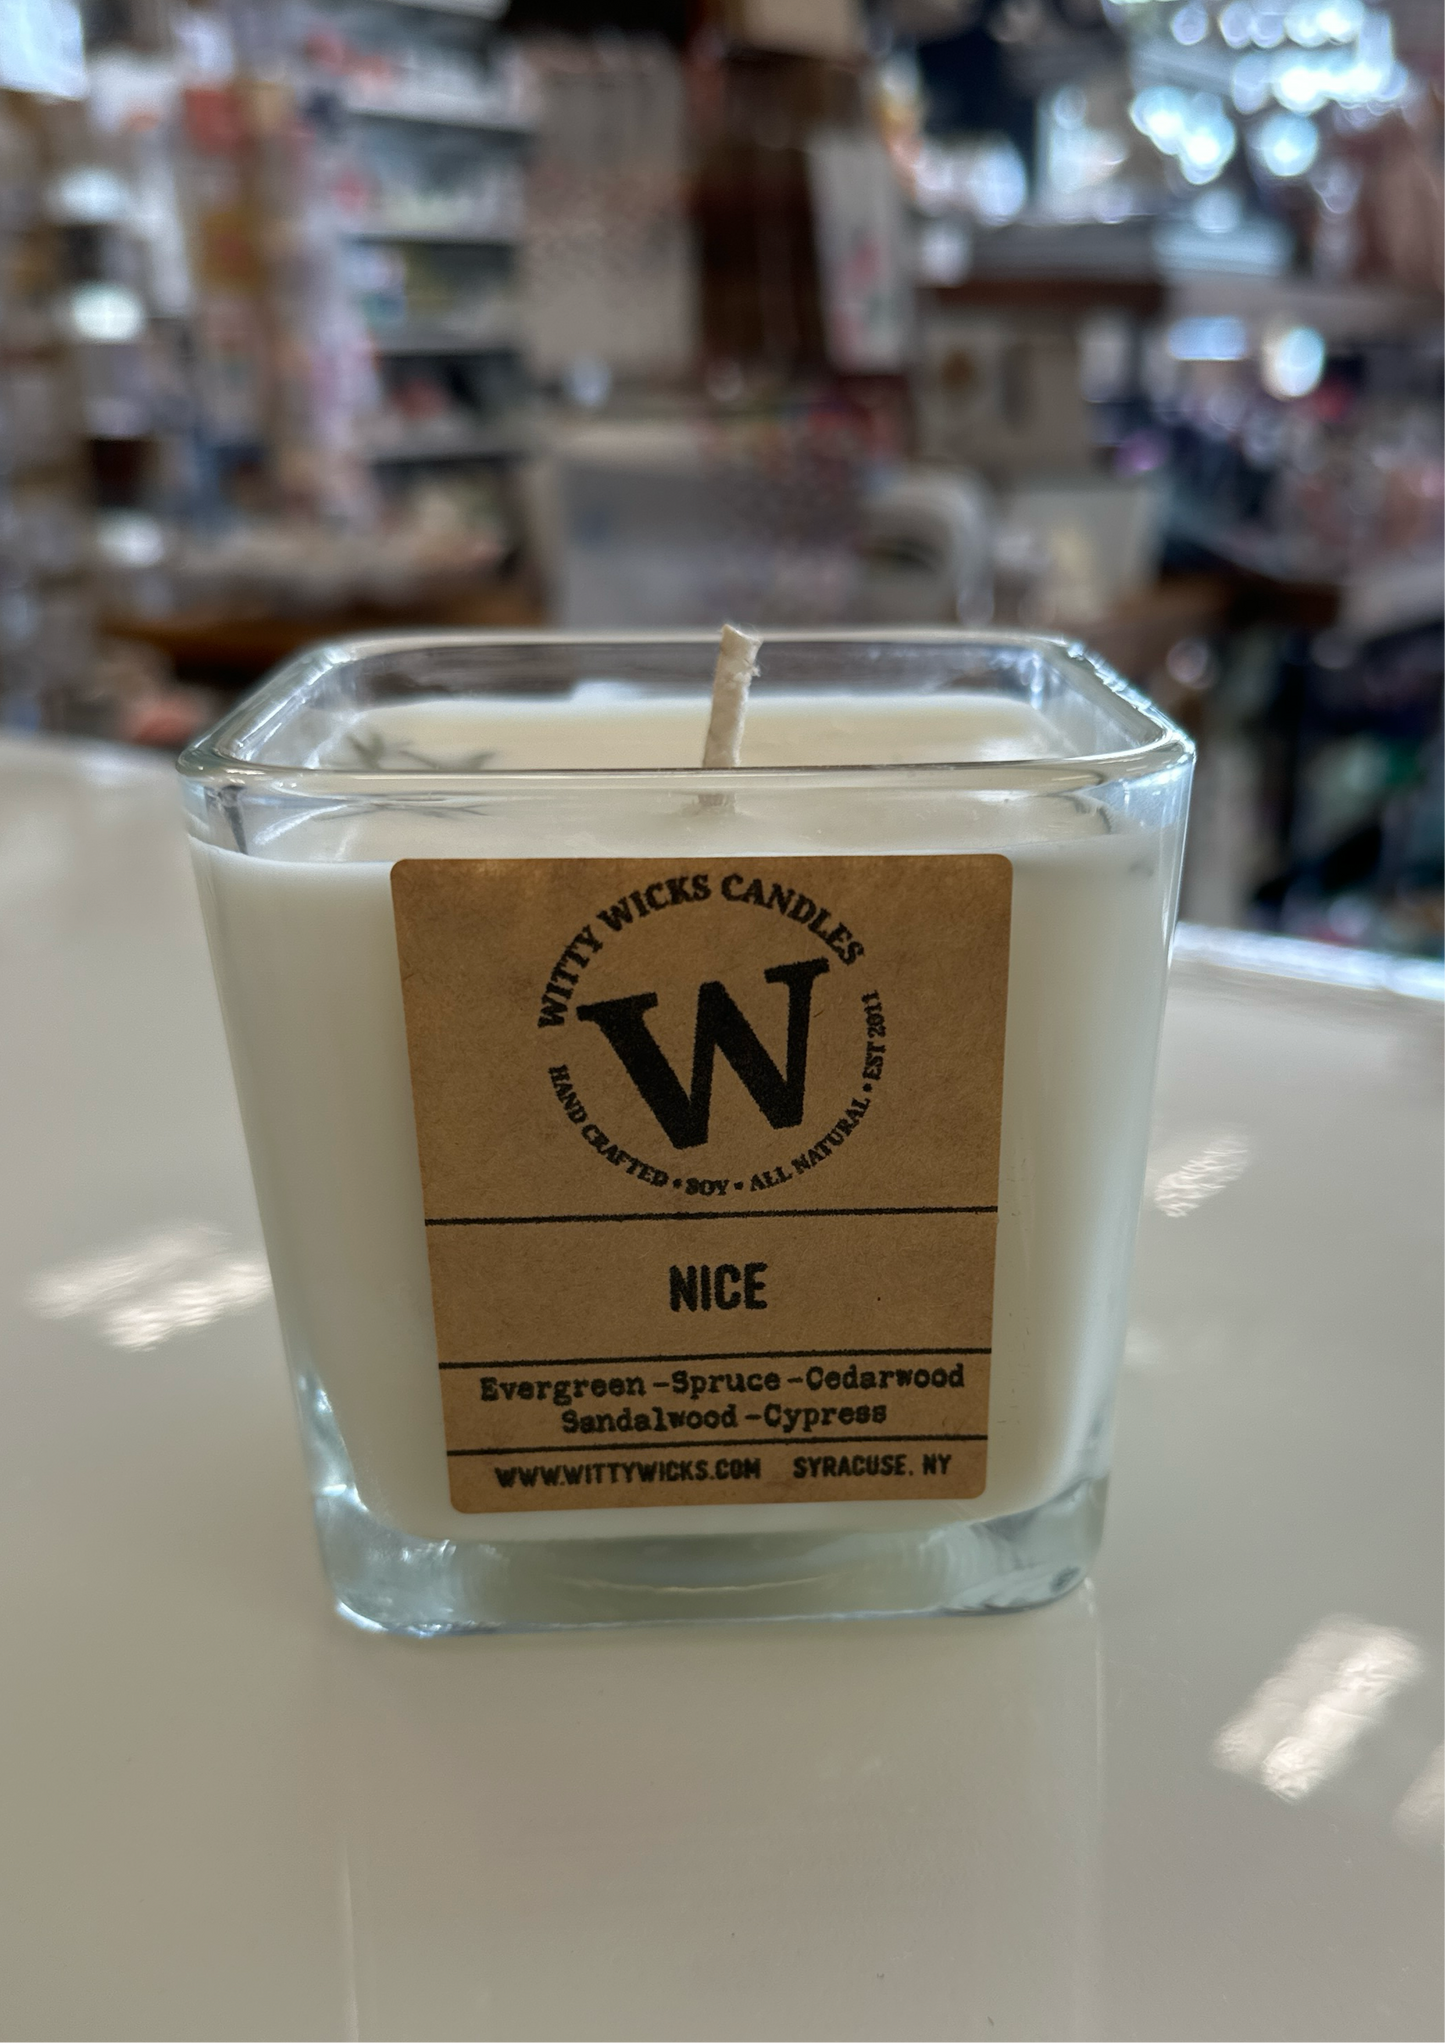 WITTY WICKS CANDLES
W
HAND CRAFTED • SOY • ALL NATURAL • EST 2011
NICE
Evergreen-Spruce-Cedarwood
Sandalwood-Cypress
WWW.WITTYWICKS.COM SYRACUSE, NY